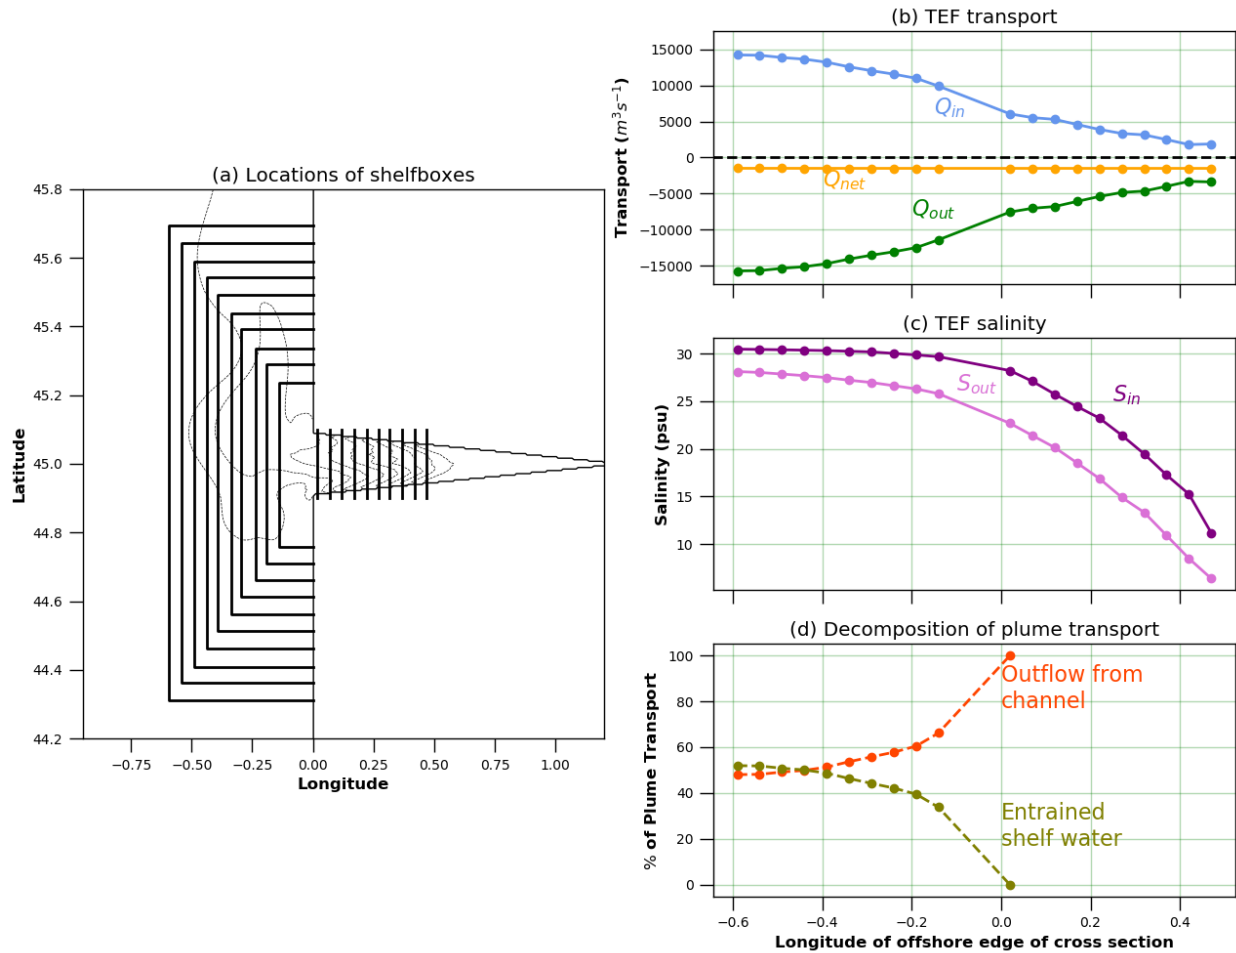 (a) Locations of shelfboxes
45.8
45.6
45.4
45.2
45.0
44.8
44.6
44.4
44.2
Latitude
−0.75 −0.50 −0.25 0.00 0.25 0.50 0.75 1.00
Longitude
(b) TEF transport
15000
10000
5000
0
−5000
−10000
−15000
Transport (m³s⁻¹)
Q_in
Q_net
Q_out
(c) TEF salinity
30
25
20
15
10
Salinity (psu)
S_out
S_in
(d) Decomposition of plume transport
100
80
60
40
20
0
% of Plume Transport
Outflow from
channel
Entrained
shelf water
−0.6 −0.4 −0.2 0.0 0.2 0.4
Longitude of offshore edge of cross section